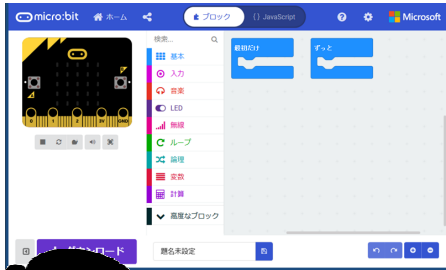 micro:bit ホーム ブロック {} JavaScript ? Microsoft
検索...
基本
入力
音楽
LED
無線
ループ
論理
変数
計算
高度なブロック
最初だけ ずっと
0 1 2 3V GND
題名未設定